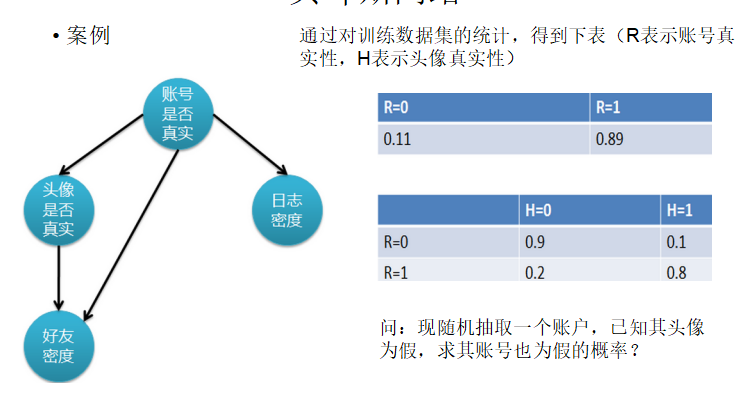 • 案例
通过对训练数据集的统计，得到下表（R表示账号真
实性，H表示头像真实性）
账号
是否
真实
头像
是否
真实
日志
密度
好友
密度
R=0 R=1
0.11 0.89
H=0 H=1
R=0 0.9 0.1
R=1 0.2 0.8
问：现随机抽取一个账户，已知其头像
为假，求其账号也为假的概率？